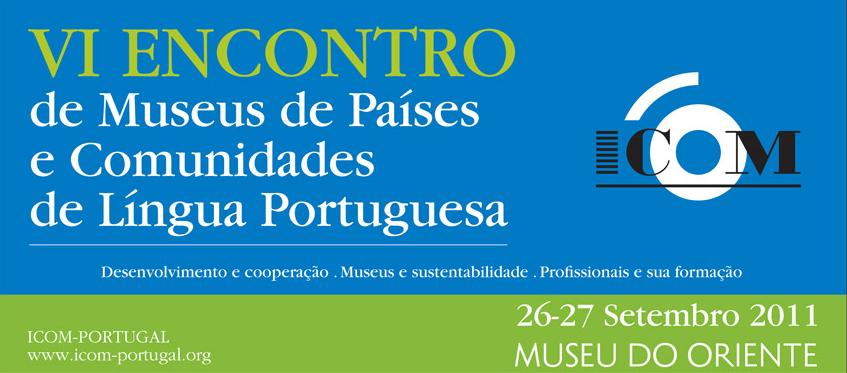 VI ENCONTRO
de Museus de Países
e Comunidades
de Língua Portuguesa
ICOM
Desenvolvimento e cooperação . Museus e sustentabilidade . Profissionais e sua formação
ICOM-PORTUGAL
www.icom-portugal.org
26-27 Setembro 2011
MUSEU DO ORIENTE